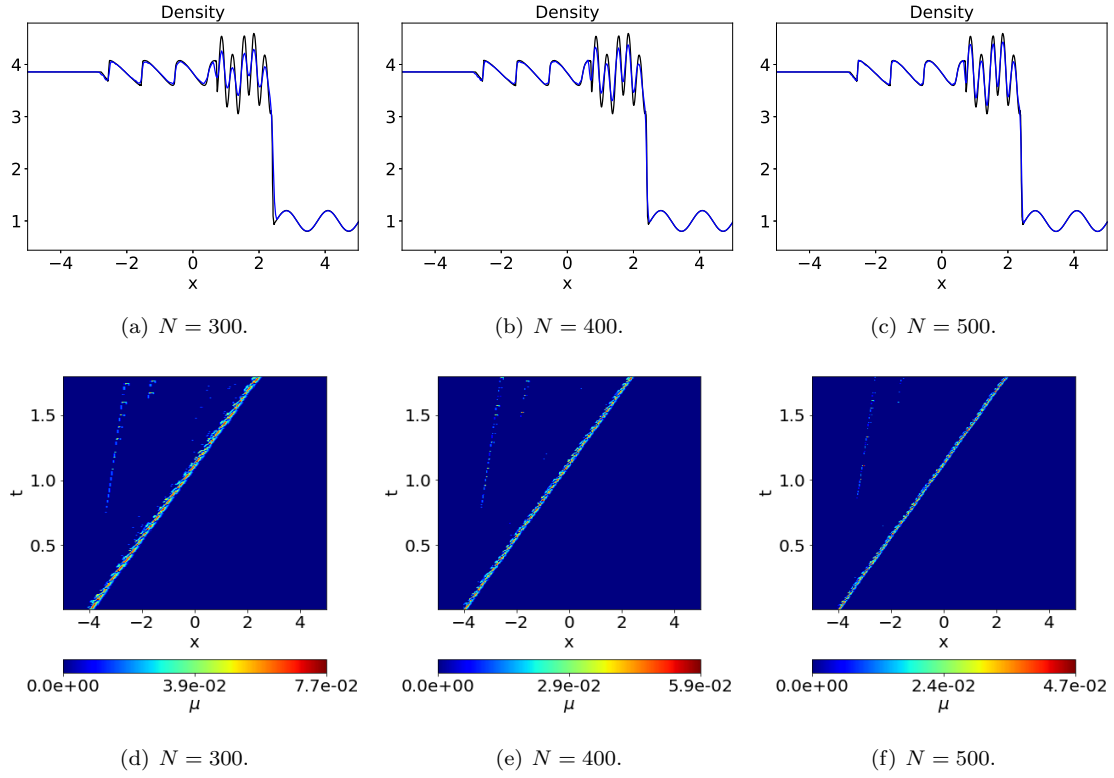 Density Density Density
4 4 4
3 3 3
2 2 2
1 1 1
−4 −2 0 2 4 −4 −2 0 2 4 −4 −2 0 2 4
x x x
(a) N = 300. (b) N = 400. (c) N = 500.
1.5 1.5 1.5
1.0 1.0 1.0
t t t
0.5 0.5 0.5
−4 −2 0 2 4 −4 −2 0 2 4 −4 −2 0 2 4
x x x
0.0e+00 3.9e-02 7.7e-02 0.0e+00 2.9e-02 5.9e-02 0.0e+00 2.4e-02 4.7e-02
μ μ μ
(d) N = 300. (e) N = 400. (f) N = 500.